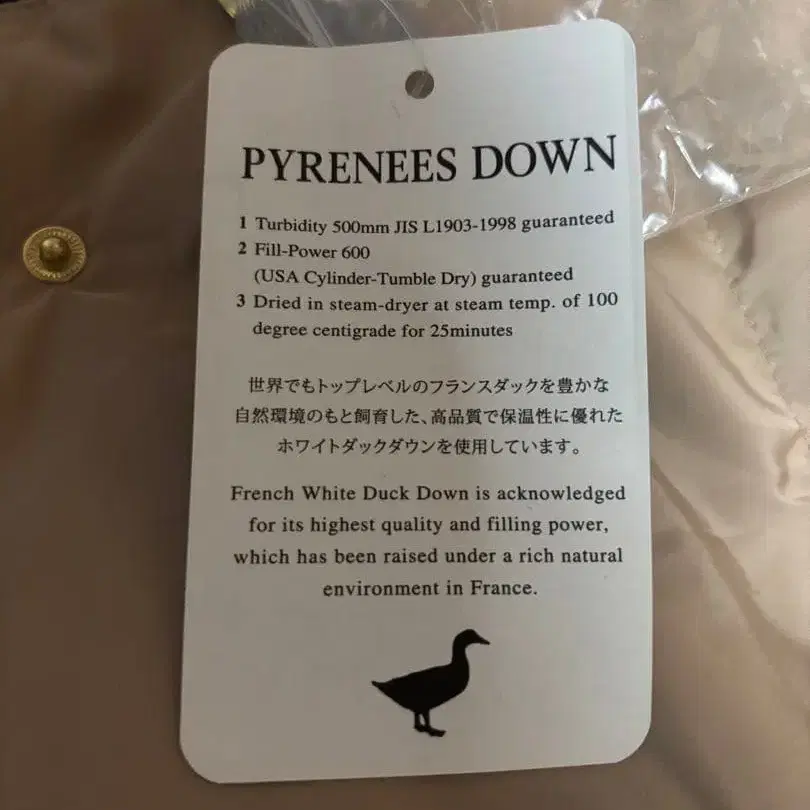 PYRENEES DOWN
1 Turbidity 500mm JIS L1903-1998 guaranteed
2 Fill-Power 600
(USA Cylinder-Tumble Dry) guaranteed
3 Dried in steam-dryer at steam temp. of 100
degree centigrade for 25minutes
世界でもトップレベルのフランスダックを豊かな
自然環境のもと飼育した、高品質で保温性に優れた
ホワイトダックダウンを使用しています。
French White Duck Down is acknowledged
for its highest quality and filling power,
which has been raised under a rich natural
environment in France.